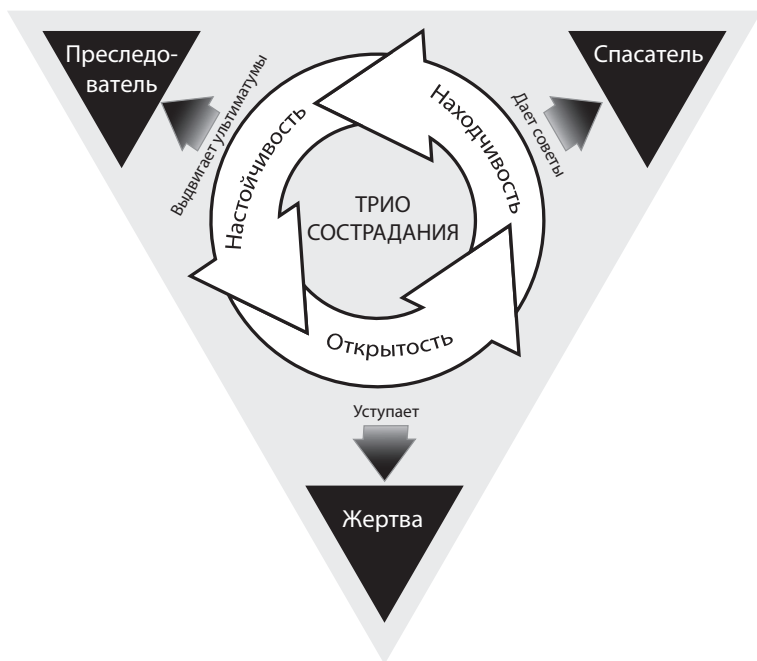 Преследо-
ватель
Спасатель
Выдвигает ультиматумы
Настойчивость
Находчивость
Дает советы
ТРИО
СОСТРАДАНИЯ
Открытость
Уступает
Жертва